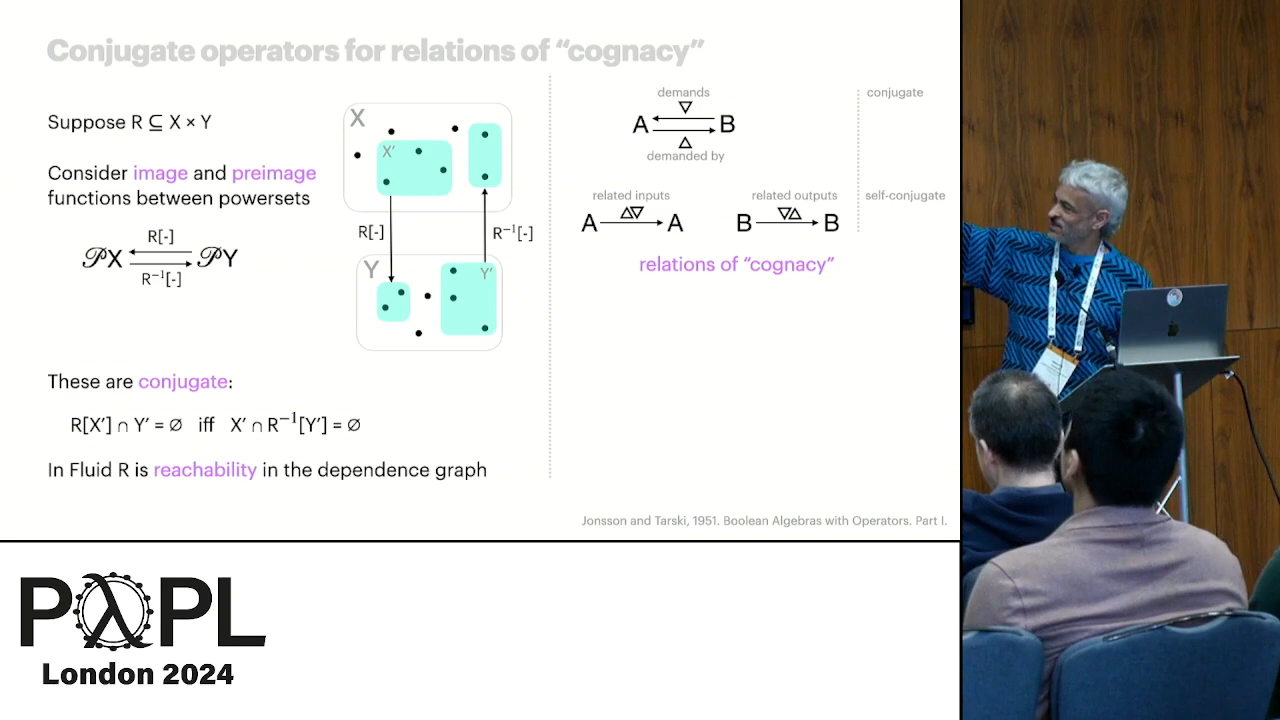 Conjugate operators for relations of “cognacy”
Suppose R ⊆ X × Y
Consider image and preimage
functions between powersets
R[-]
𝒫X ⇄ 𝒫Y
R⁻¹[-]
X
X'
R[-]
R⁻¹[-]
Y
Y'
These are conjugate:
R[X'] ∩ Y' = ∅ iff X' ∩ R⁻¹[Y'] = ∅
In Fluid R is reachability in the dependence graph
demands
▽
A ⇄ B
△
demanded by
conjugate
related inputs
△▽
A → A
related outputs
▽△
B → B
self-conjugate
relations of “cognacy”
Jonsson and Tarski, 1951. Boolean Algebras with Operators. Part I.
PλPL
London 2024